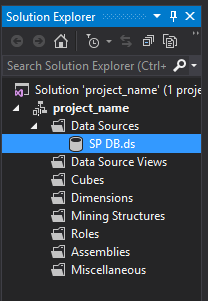 Solution Explorer
Search Solution Explorer (Ctrl+
Solution 'project_name' (1 proj
project_name
Data Sources
SP DB.ds
Data Source Views
Cubes
Dimensions
Mining Structures
Roles
Assemblies
Miscellaneous